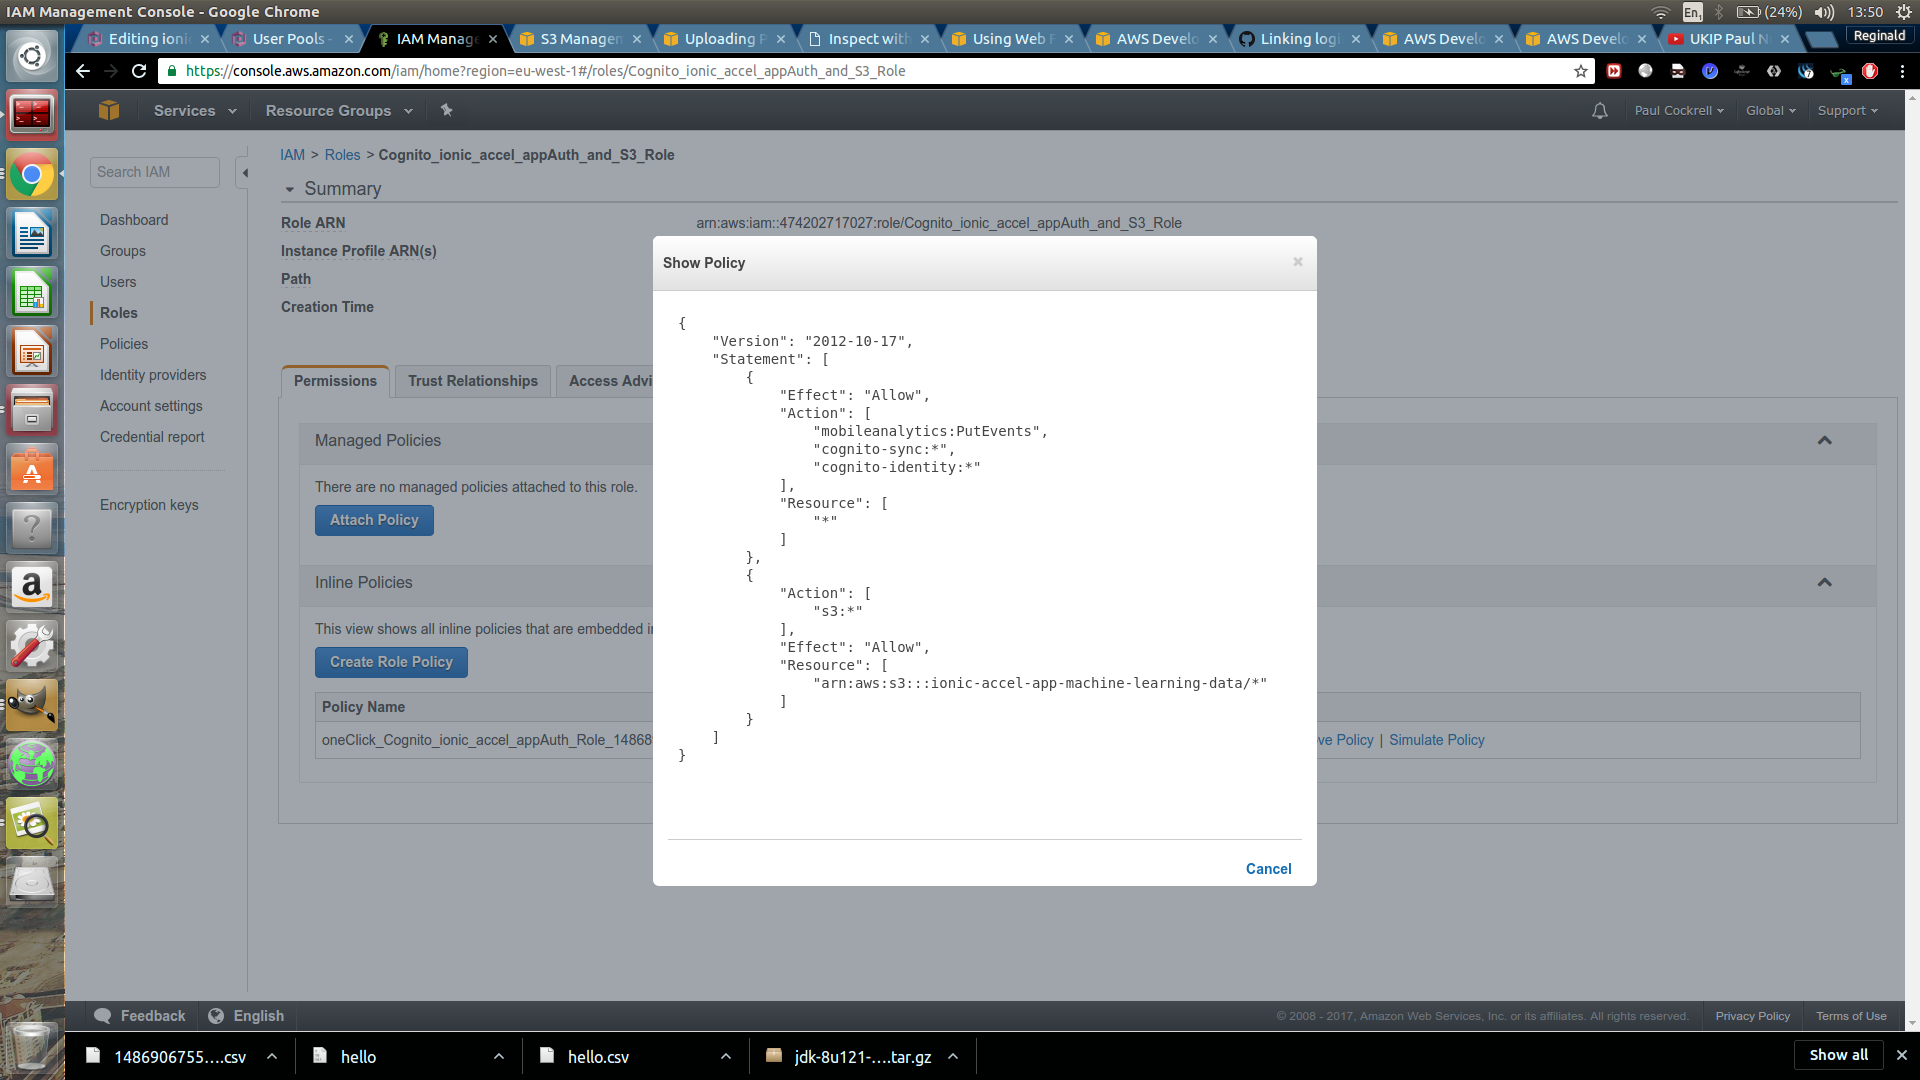 IAM Management Console - Google Chrome
En1 (24%) 13:50
Editing ioni
User Pools -
IAM Manag
S3 Managem
Uploading P
Inspect with
Using Web F
AWS Develo
Linking logi
AWS Develo
AWS Develo
UKIP Paul N
Reginald
https://console.aws.amazon.com/iam/home?region=eu-west-1#/roles/Cognito_ionic_accel_appAuth_and_S3_Role
Services
Resource Groups
Paul Cockrell
Global
Support
Search IAM
Dashboard
Groups
Users
Roles
Policies
Identity providers
Account settings
Credential report
Encryption keys
IAM > Roles > Cognito_ionic_accel_appAuth_and_S3_Role
Summary
Role ARN arn:aws:iam::474202717027:role/Cognito_ionic_accel_appAuth_and_S3_Role
Instance Profile ARN(s)
Path
Creation Time
Permissions
Trust Relationships
Access Advi
Managed Policies
There are no managed policies attached to this role.
Attach Policy
Inline Policies
This view shows all inline policies that are embedded i
Create Role Policy
Policy Name
oneClick_Cognito_ionic_accel_appAuth_Role_14868
ve Policy | Simulate Policy
Show Policy
{
"Version": "2012-10-17",
"Statement": [
{
"Effect": "Allow",
"Action": [
"mobileanalytics:PutEvents",
"cognito-sync:*",
"cognito-identity:*"
],
"Resource": [
"*"
]
},
{
"Action": [
"s3:*"
],
"Effect": "Allow",
"Resource": [
"arn:aws:s3:::ionic-accel-app-machine-learning-data/*"
]
}
]
}
Cancel
Feedback
English
© 2008 - 2017, Amazon Web Services, Inc. or its affiliates. All rights reserved.
Privacy Policy
Terms of Use
1486906755....csv
hello
hello.csv
jdk-8u121-....tar.gz
Show all